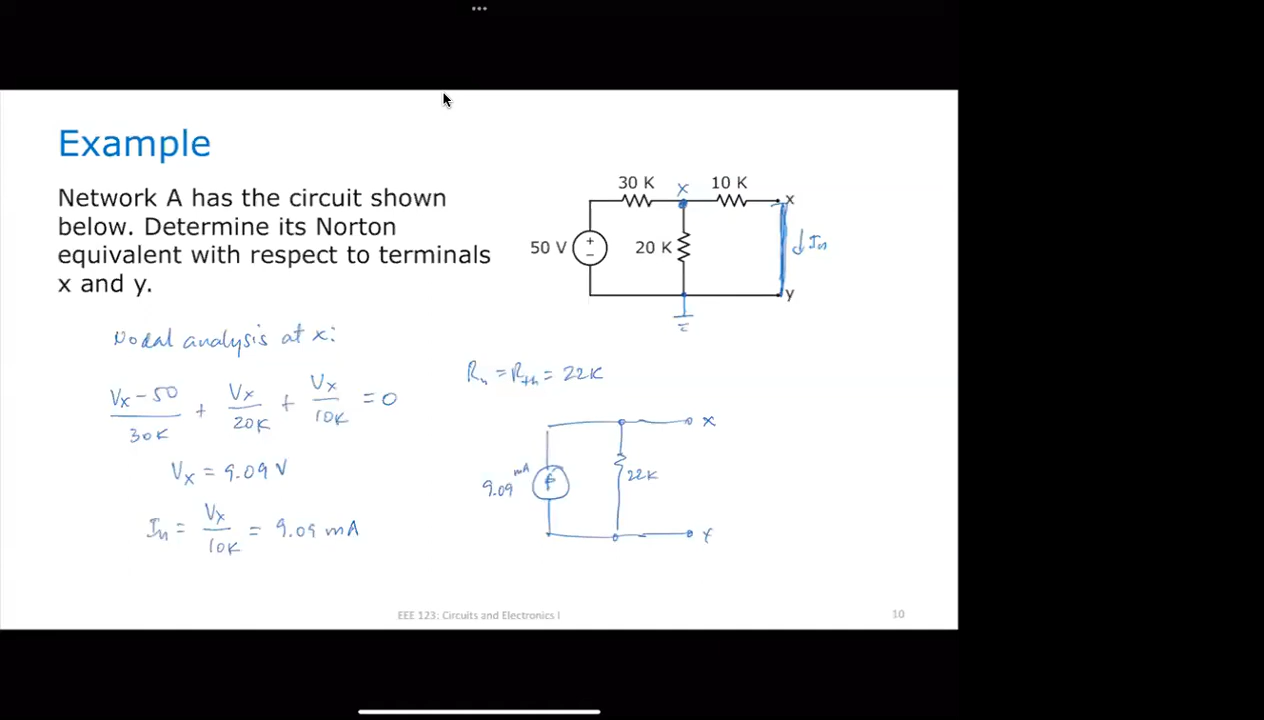 Example
Network A has the circuit shown
below. Determine its Norton
equivalent with respect to terminals
x and y.
30 K
X
10 K
x
50 V
+
−
20 K
↓ In
y
Nodal analysis at x:
Vx − 50 / 30K + Vx / 20K + Vx / 10K = 0
Vx = 9.09 V
In = Vx / 10K = 9.09 mA
Rn = Rth = 22K
x
9.09 mA
22K
Y
EEE 123: Circuits and Electronics I
10